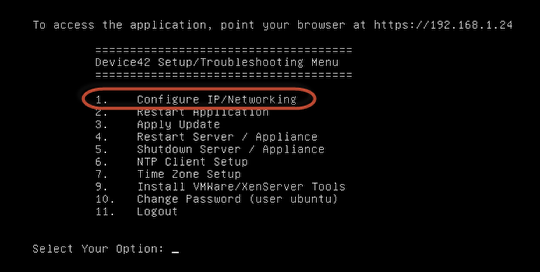 To access the application, point your browser at https://192.168.1.24
=====================================
Device42 Setup/Troubleshooting Menu
=====================================
1. Configure IP/Networking
2. Restart Application
3. Apply Update
4. Restart Server / Appliance
5. Shutdown Server / Appliance
6. NTP Client Setup
7. Time Zone Setup
9. Install VMWare/XenServer Tools
10. Change Password (user ubuntu)
11. Logout
Select Your Option: _